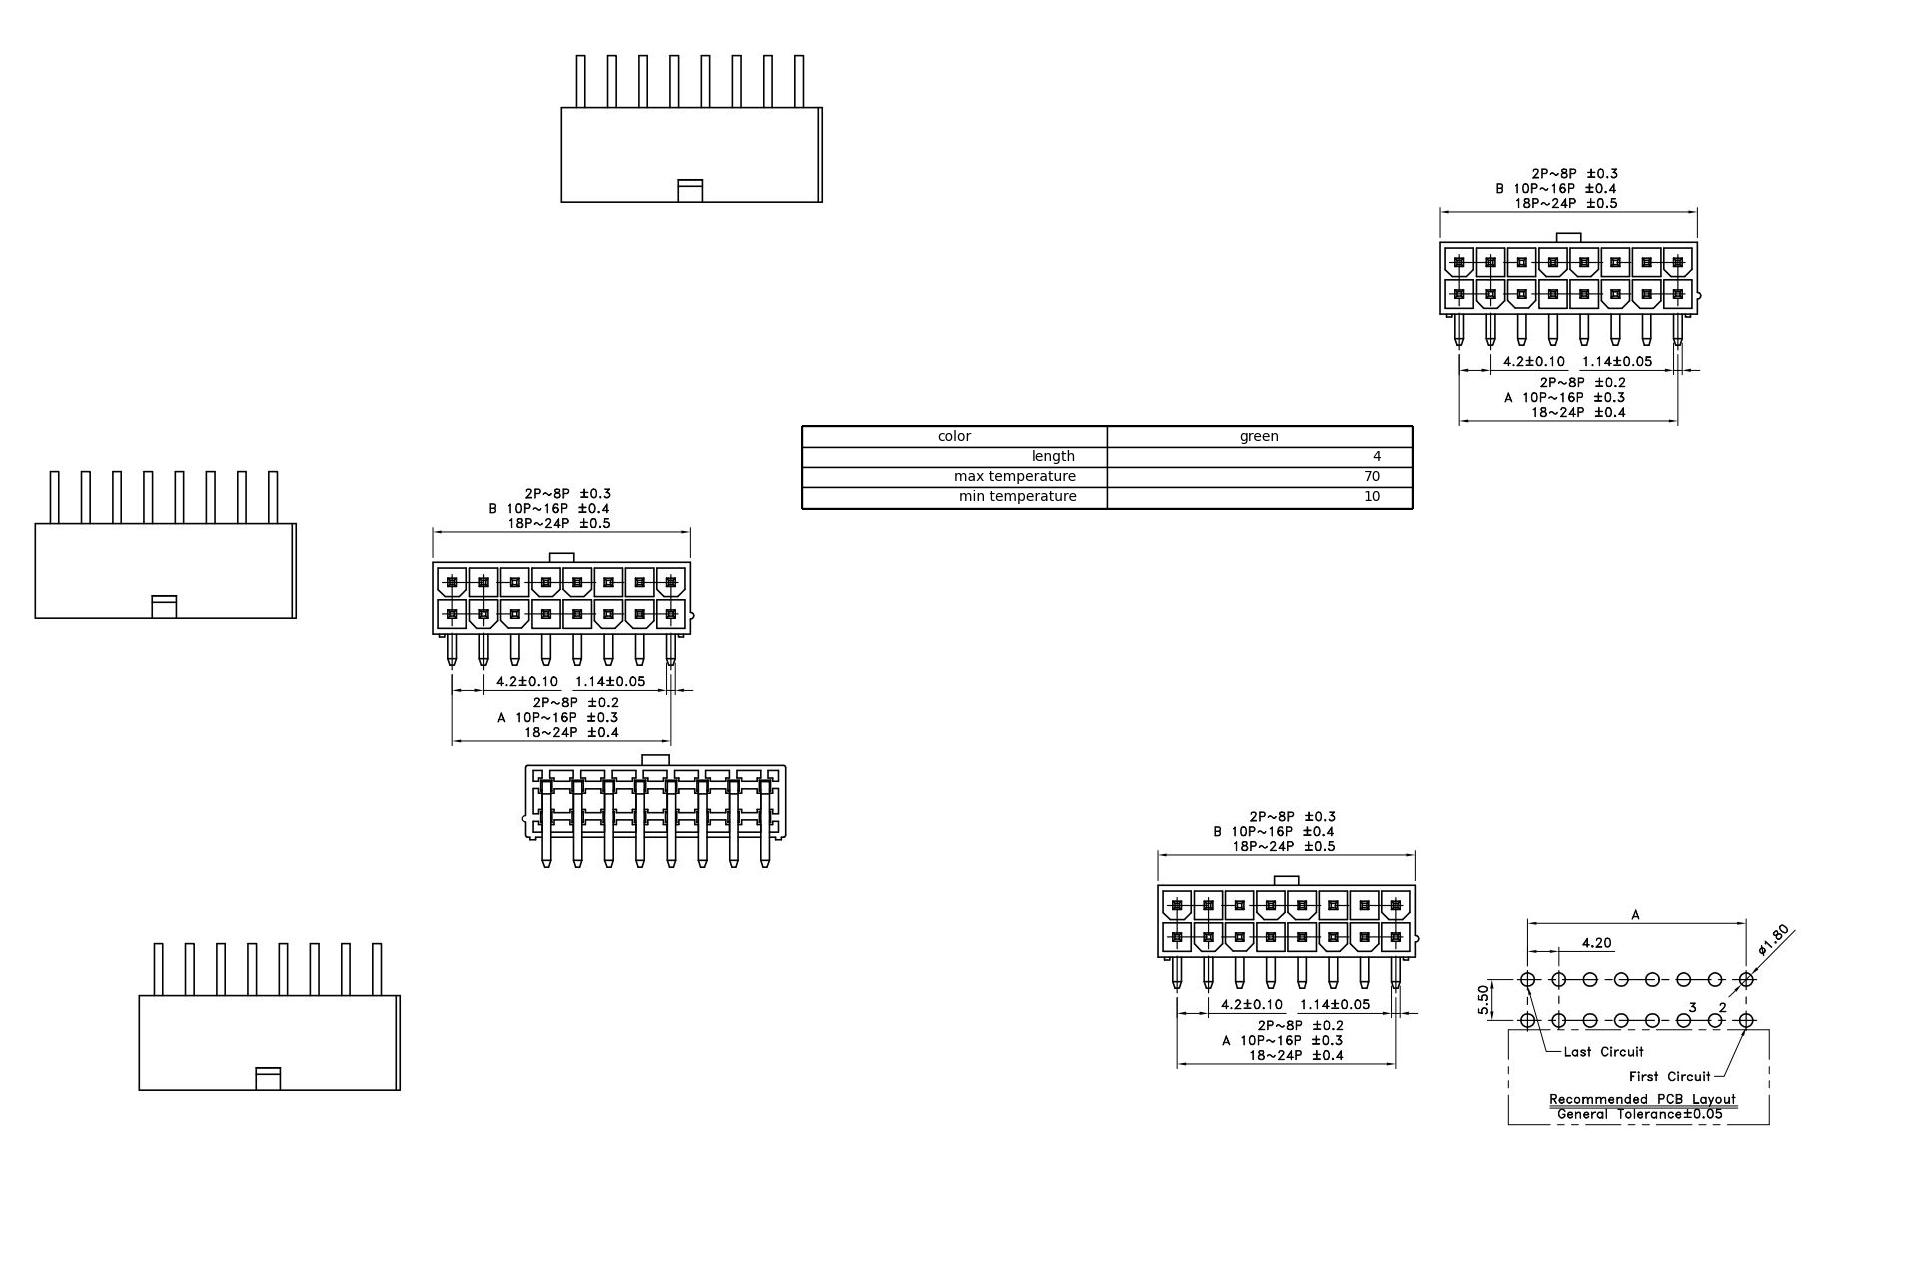 2P~8P ±0.3
B 10P~16P ±0.4
18P~24P ±0.5
4.2±0.10 1.14±0.05
2P~8P ±0.2
A 10P~16P ±0.3
18~24P ±0.4
color green
length 4
max temperature 70
min temperature 10
2P~8P ±0.3
B 10P~16P ±0.4
18P~24P ±0.5
4.2±0.10 1.14±0.05
2P~8P ±0.2
A 10P~16P ±0.3
18~24P ±0.4
2P~8P ±0.3
B 10P~16P ±0.4
18P~24P ±0.5
4.2±0.10 1.14±0.05
2P~8P ±0.2
A 10P~16P ±0.3
18~24P ±0.4
A
4.20
ø1.80
5.50
3 2
Last Circuit
First Circuit
Recommended PCB Layout
General Tolerance±0.05